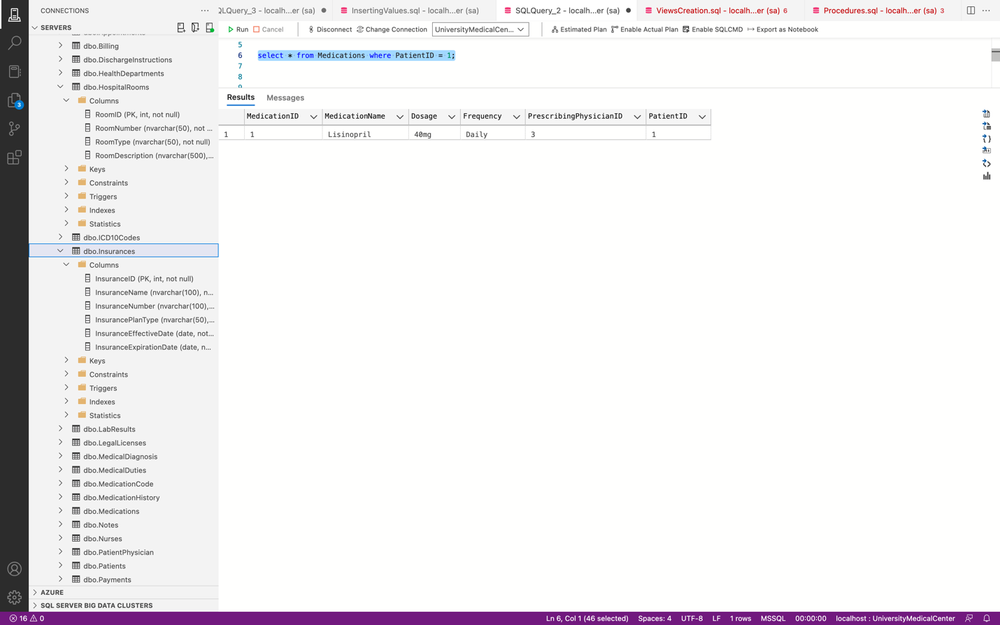 CONNECTIONS
SERVERS
dbo.Appointments
dbo.Billing
dbo.DischargeInstructions
dbo.HealthDepartments
dbo.HospitalRooms
Columns
RoomID (PK, int, not null)
RoomNumber (nvarchar(50), not ...
RoomType (nvarchar(50), not null)
RoomDescription (nvarchar(500),...
Keys
Constraints
Triggers
Indexes
Statistics
dbo.ICD10Codes
dbo.Insurances
Columns
InsuranceID (PK, int, not null)
InsuranceName (nvarchar(100), n...
InsuranceNumber (nvarchar(100),...
InsurancePlanType (nvarchar(50),...
InsuranceEffectiveDate (date, not...
InsuranceExpirationDate (date, n...
Keys
Constraints
Triggers
Indexes
Statistics
dbo.LabResults
dbo.LegalLicenses
dbo.MedicalDiagnosis
dbo.MedicalDuties
dbo.MedicationCode
dbo.MedicationHistory
dbo.Medications
dbo.Notes
dbo.Nurses
dbo.PatientPhysician
dbo.Patients
dbo.Payments
AZURE
SQL SERVER BIG DATA CLUSTERS
3
QLQuery_3 - localh...er (sa) InsertingValues.sql - localh...er (sa) SQLQuery_2 - localh...er (sa) ViewsCreation.sql - localh...er (sa) 6 Procedures.sql - localh...er (sa) 3
Run Cancel Disconnect Change Connection UniversityMedicalCen... Estimated Plan Enable Actual Plan Enable SQLCMD Export as Notebook
5
6 select * from Medications where PatientID = 1;
7
8
9
Results Messages
MedicationID MedicationName Dosage Frequency PrescribingPhysicianID PatientID
1 1 Lisinopril 40mg Daily 3 1
16 0 Ln 6, Col 1 (46 selected) Spaces: 4 UTF-8 LF 1 rows MSSQL 00:00:00 localhost : UniversityMedicalCenter